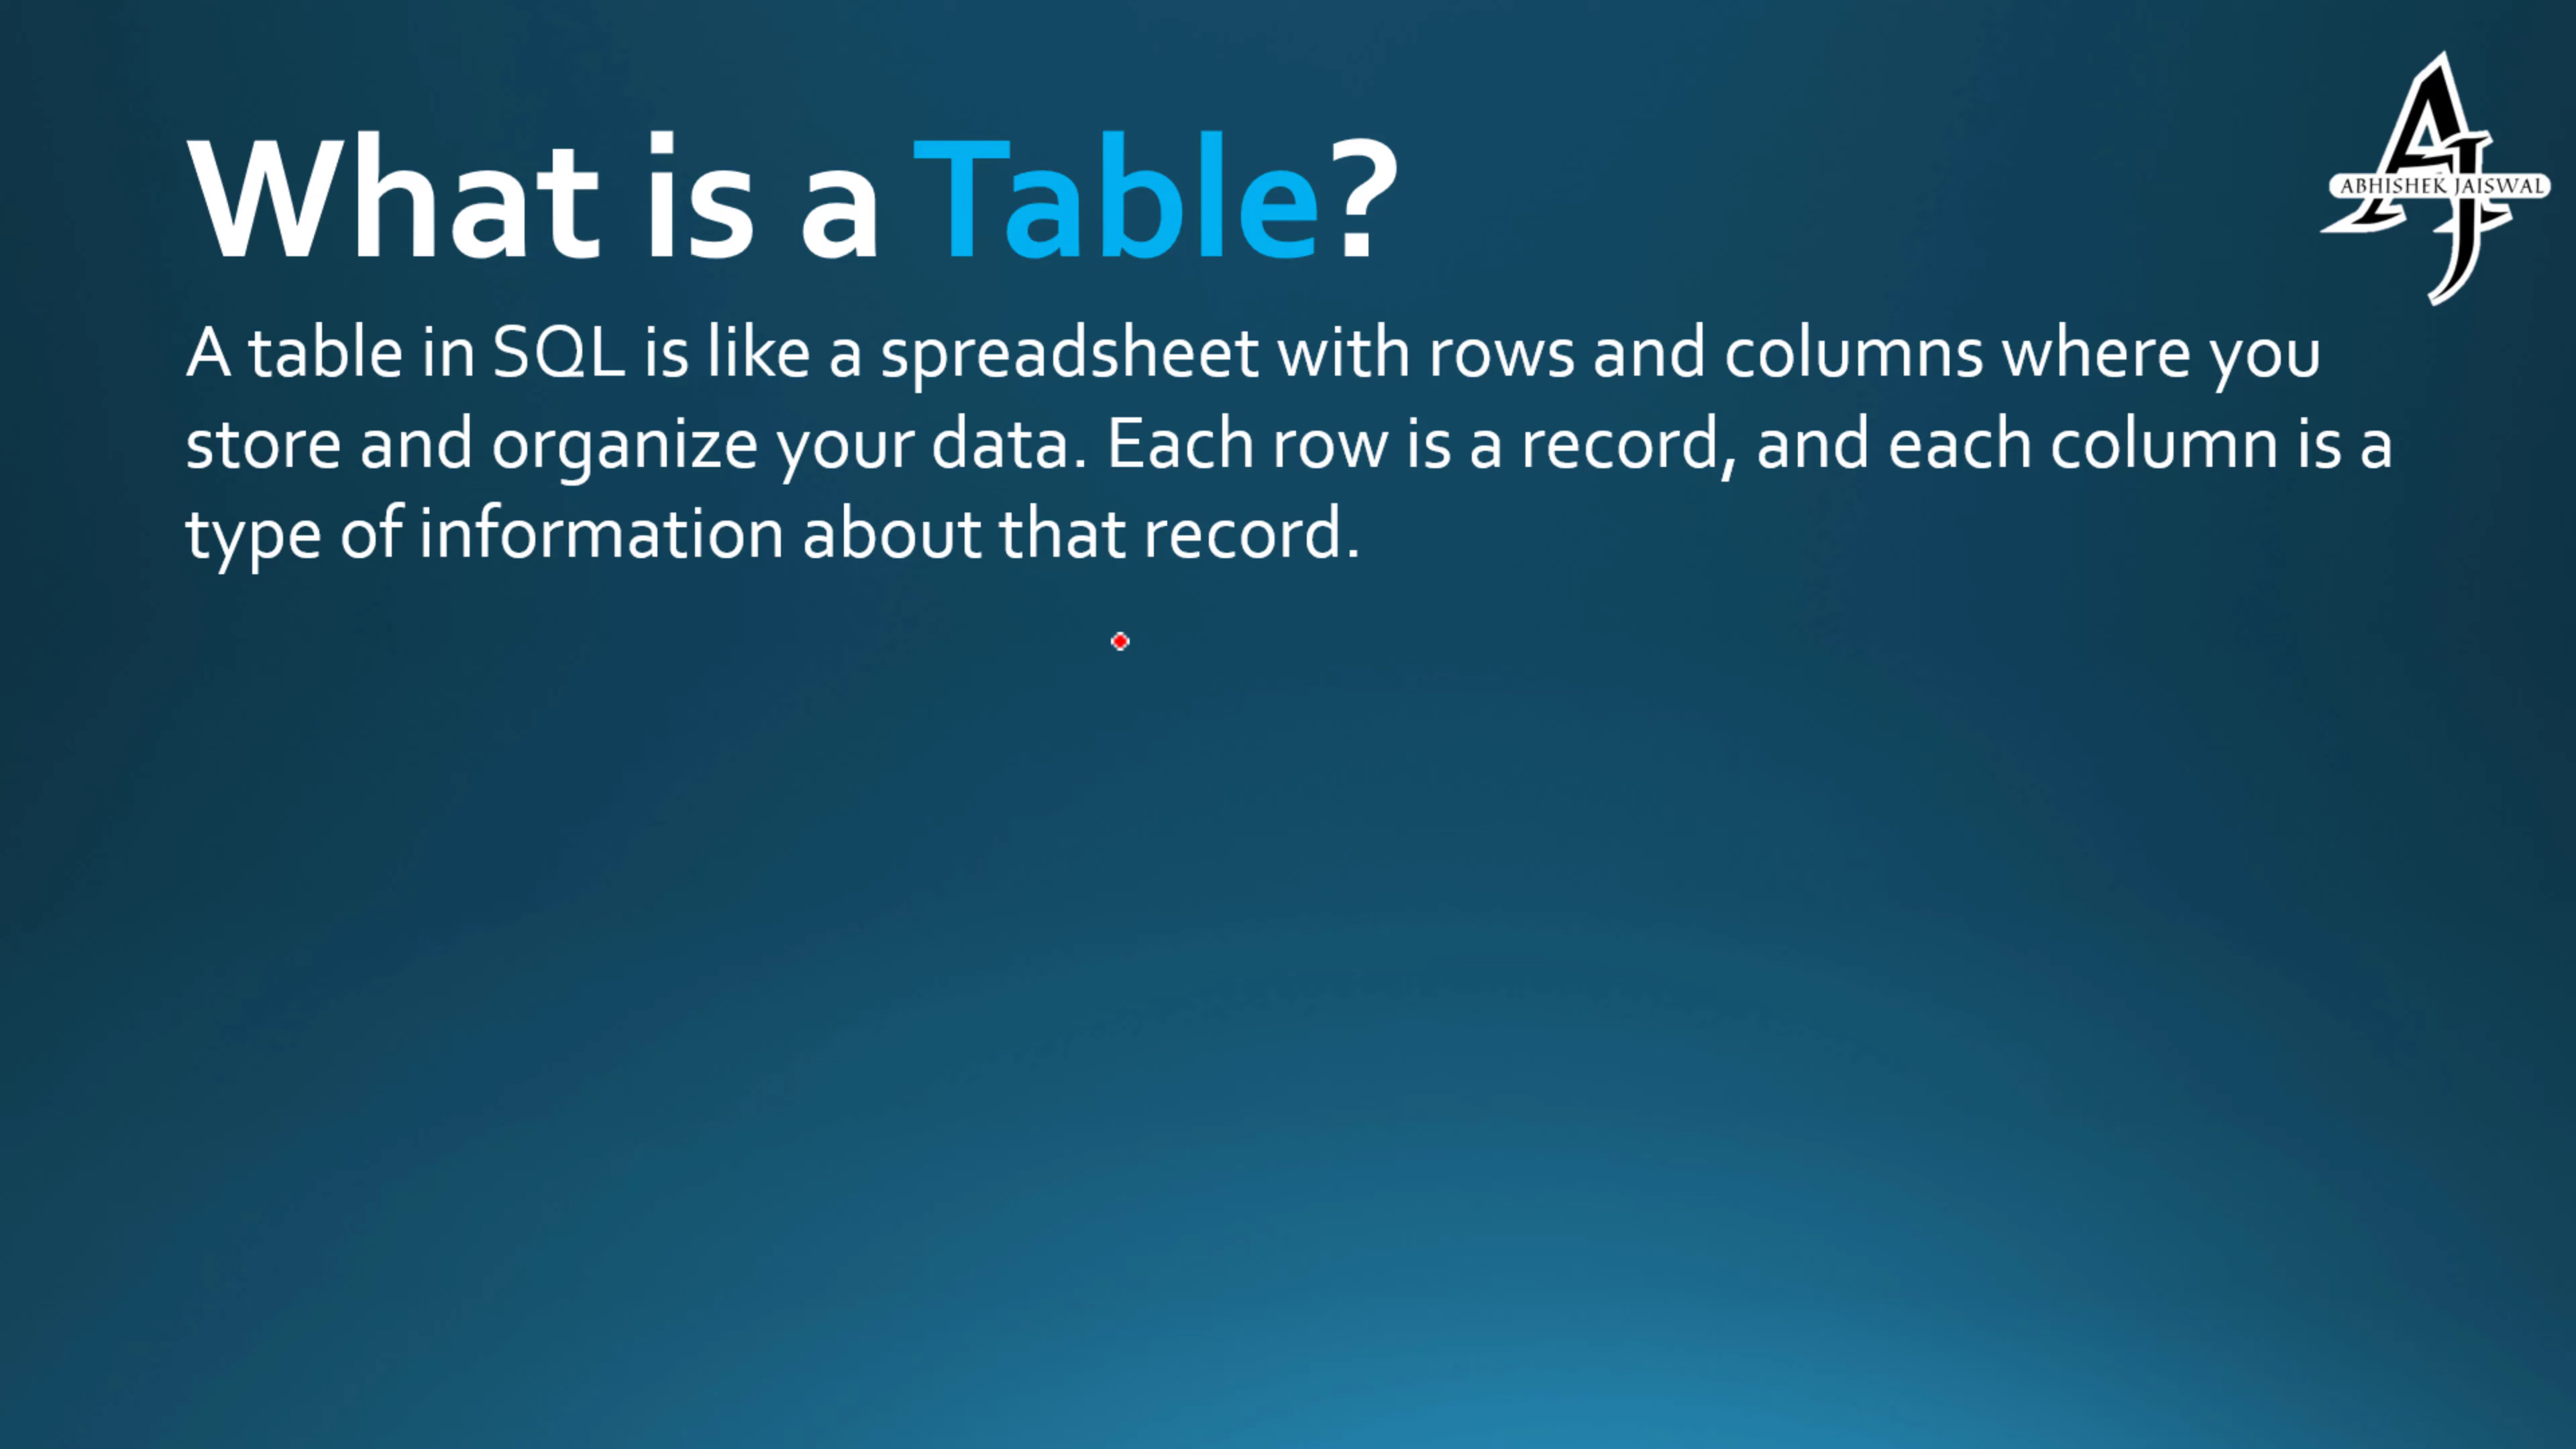 What is a Table?
ABHISHEK JAISWAL
A table in SQL is like a spreadsheet with rows and columns where you
store and organize your data. Each row is a record, and each column is a
type of information about that record.